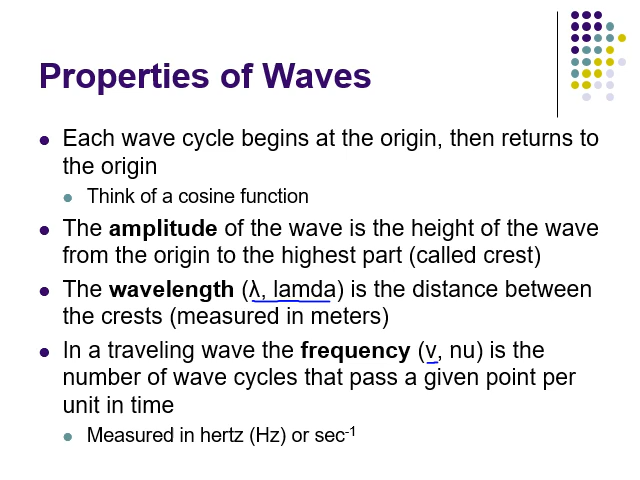 Properties of Waves
Each wave cycle begins at the origin, then returns to
the origin
Think of a cosine function
The amplitude of the wave is the height of the wave
from the origin to the highest part (called crest)
The wavelength (λ, lamda) is the distance between
the crests (measured in meters)
In a traveling wave the frequency (v, nu) is the
number of wave cycles that pass a given point per
unit in time
Measured in hertz (Hz) or sec⁻¹